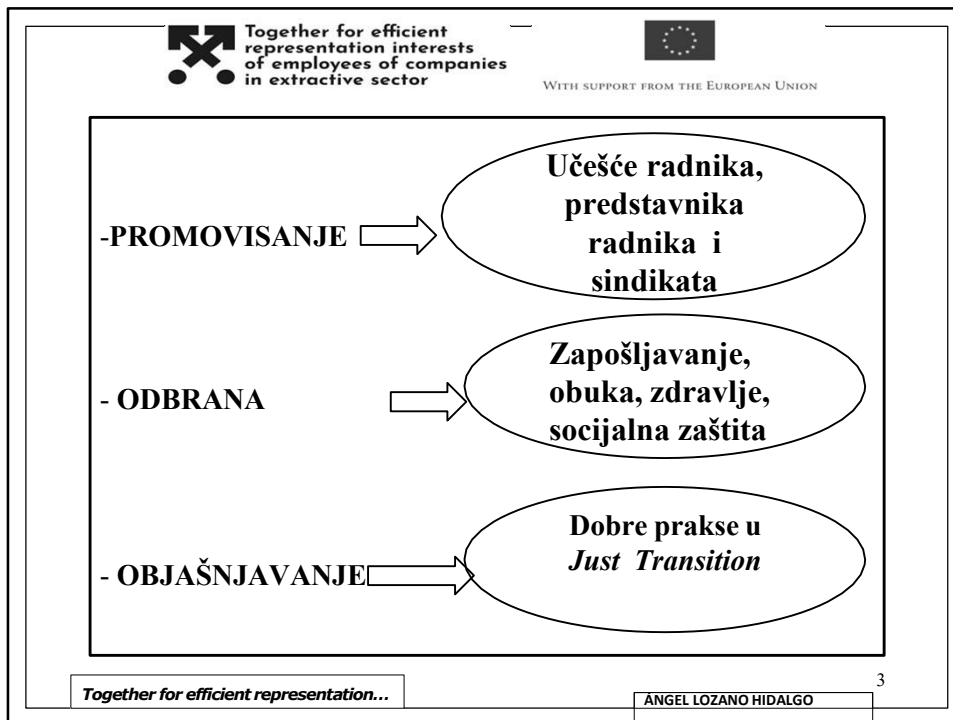 Together for efficient
representation interests
of employees of companies
in extractive sector
WITH SUPPORT FROM THE EUROPEAN UNION
-PROMOVISANJE
Učešće radnika,
predstavnika
radnika i
sindikata
- ODBRANA
Zapošljavanje,
obuka, zdravlje,
socijalna zaštita
- OBJAŠNJAVANJE
Dobre prakse u
Just Transition
Together for efficient representation...
3
ÁNGEL LOZANO HIDALGO